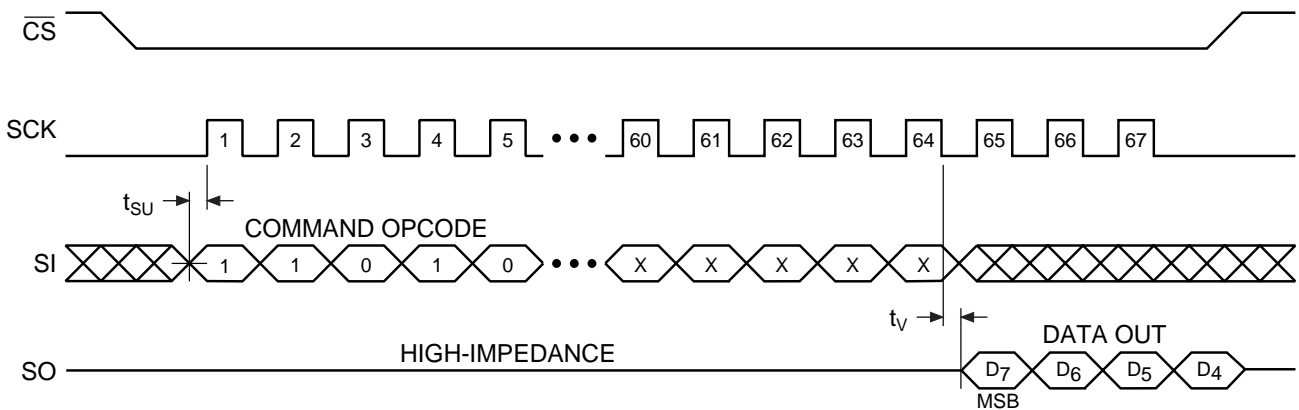 CS
SCK 1 2 3 4 5 ••• 60 61 62 63 64 65 66 67
tSU
COMMAND OPCODE
SI 1 1 0 1 0 ••• X X X X X
tV
DATA OUT
HIGH-IMPEDANCE
SO D7 D6 D5 D4
MSB